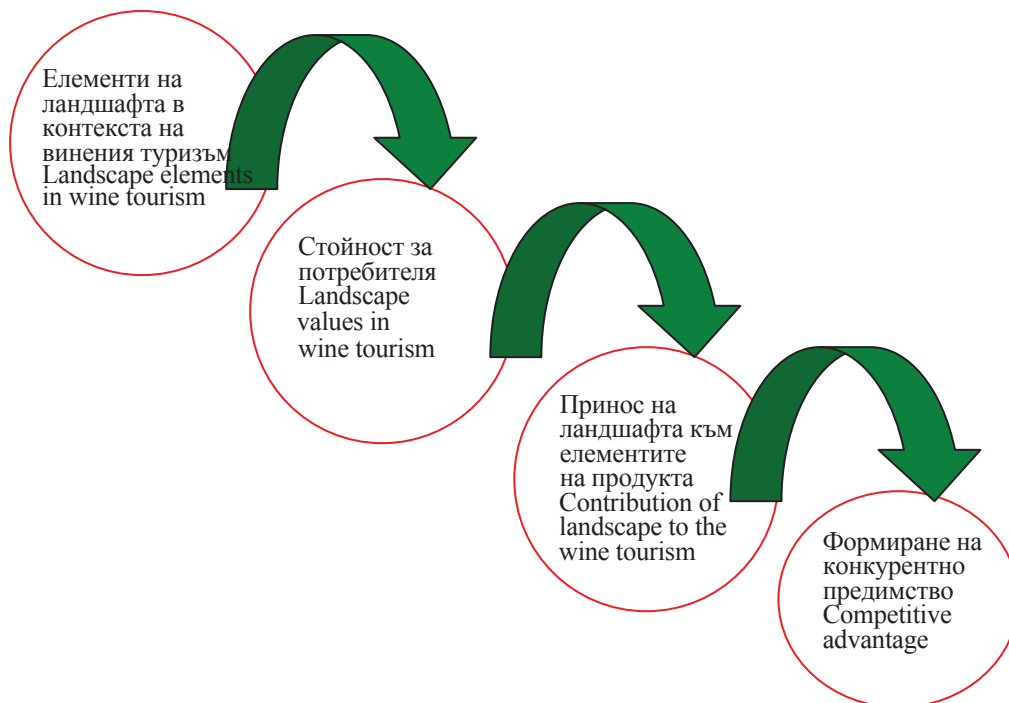 Елементи на
ландшафта в
контекста на
винения туризъм
Landscape elements
in wine tourism
Стойност за
потребителя
Landscape
values in
wine tourism
Принос на
ландшафта към
елементите
на продукта
Contribution of
landscape to the
wine tourism
Формиране на
конкурентно
предимство
Competitive
advantage